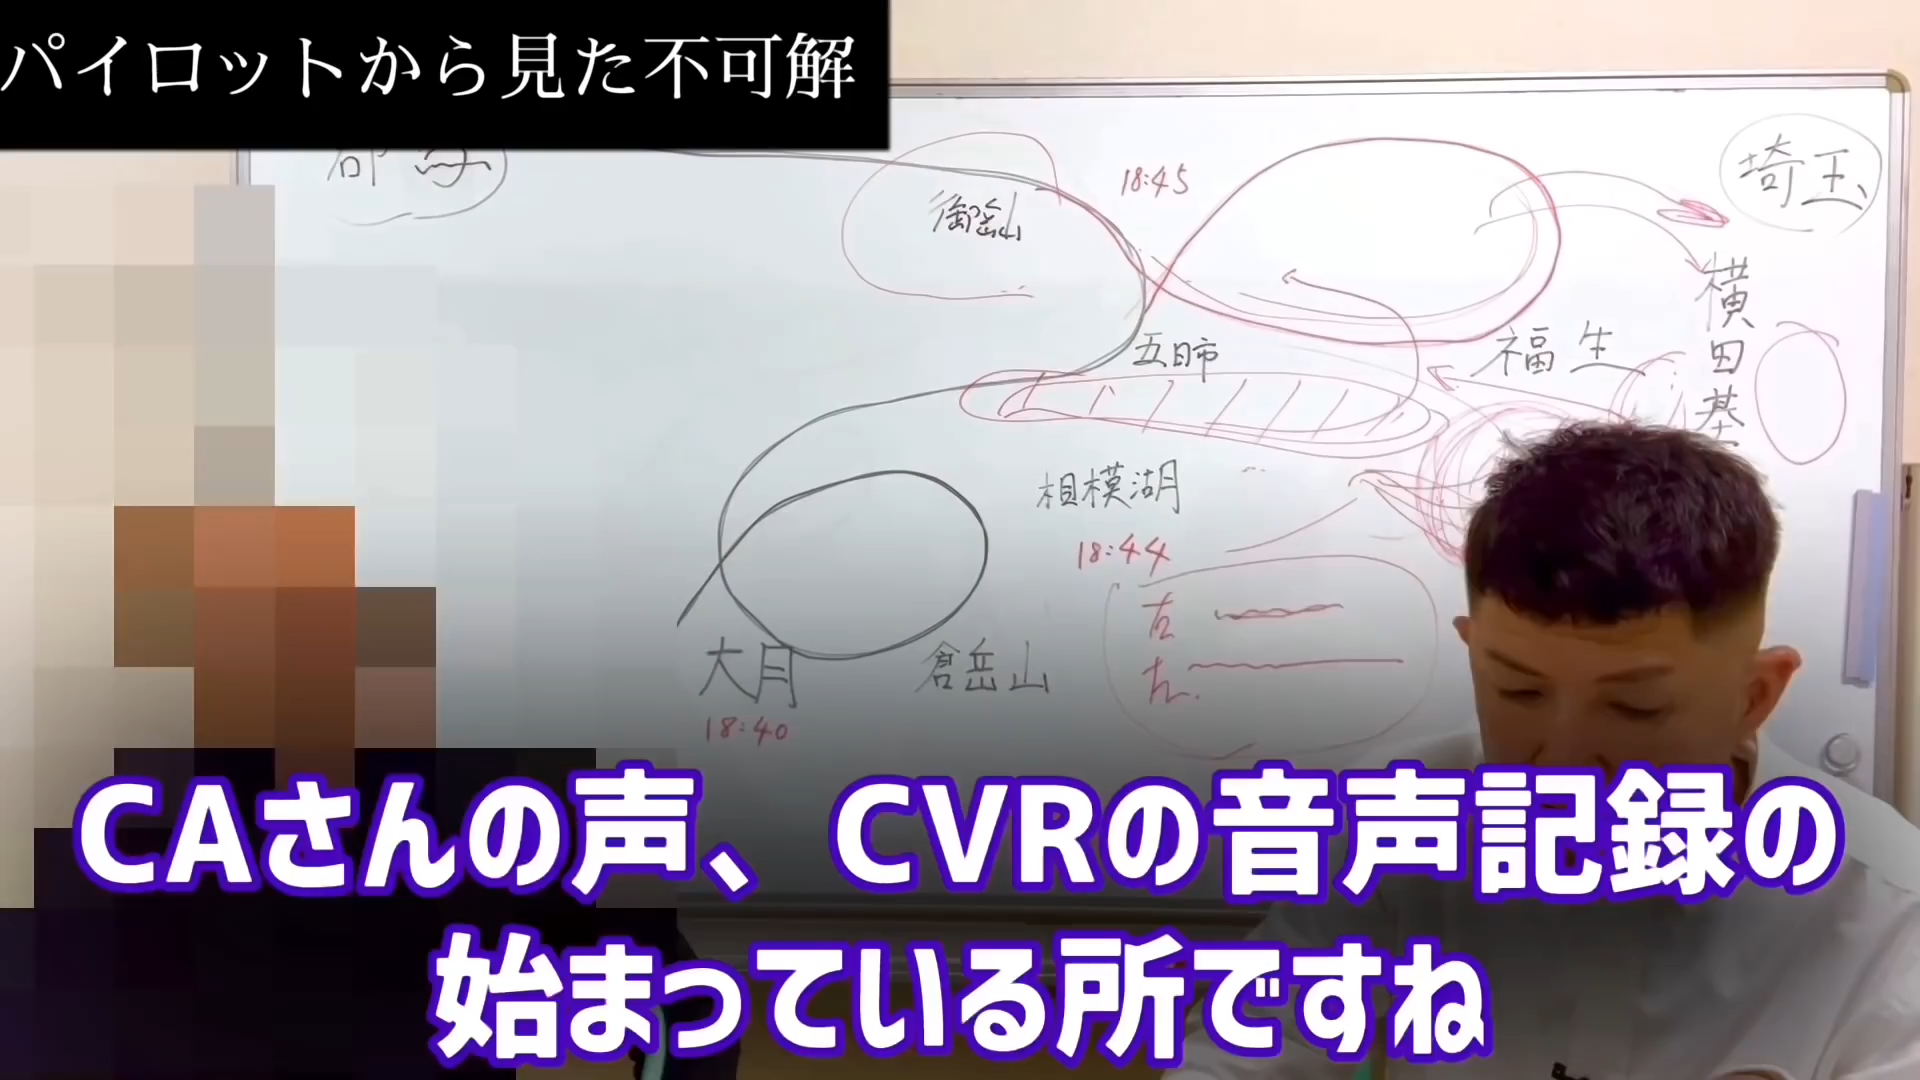 パイロットから見た不可解
18:45
埼玉
御岳山
横田基
五日市
福生
相模湖
18:44
左
右
大月
倉岳山
18:40
CAさんの声、CVRの音声記録の
始まっている所ですね